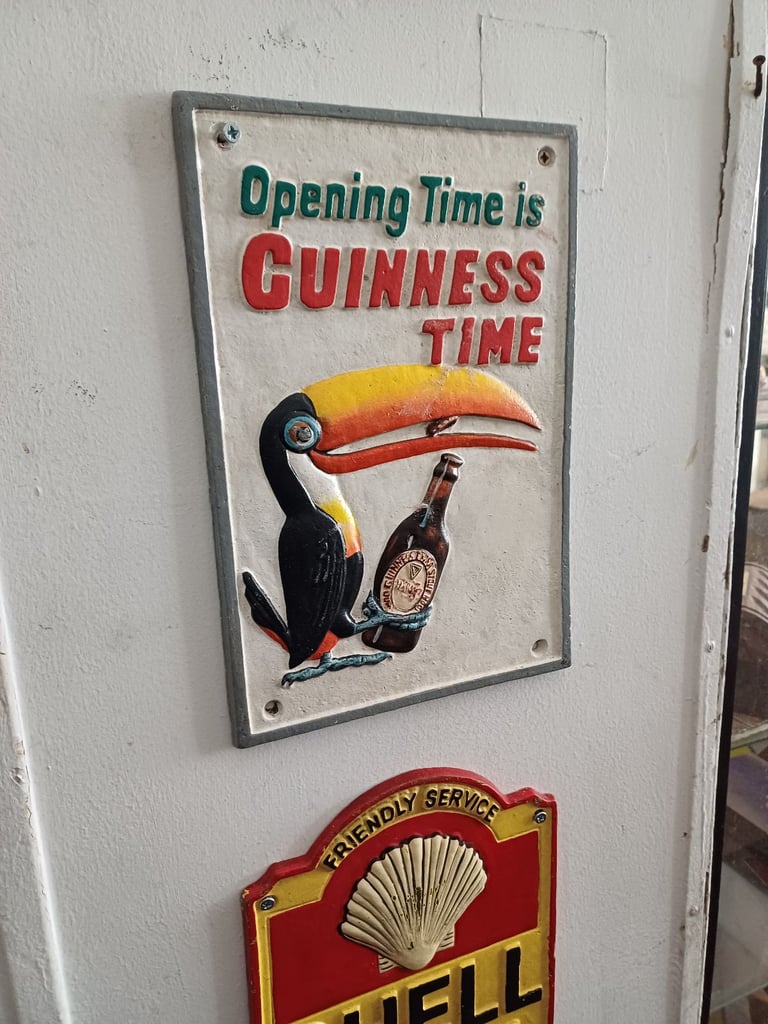 Opening Time is
GUINNESS
TIME
FRIENDLY SERVICE